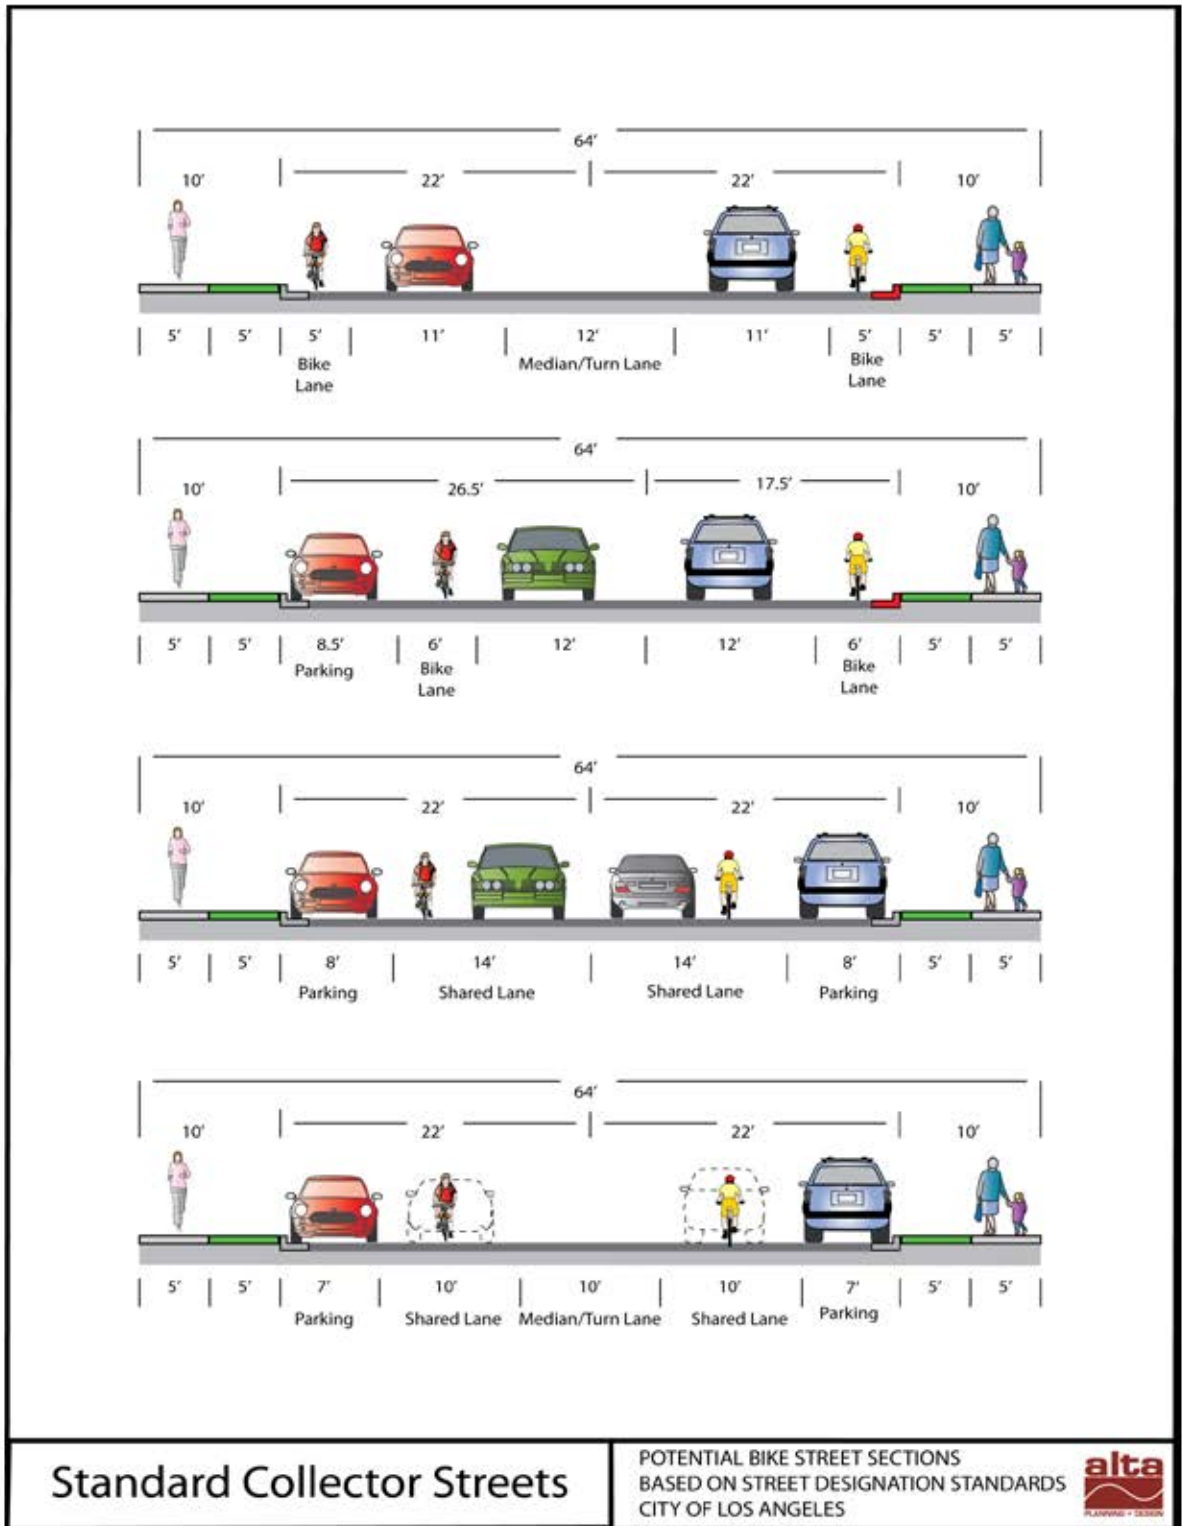 64'
10' 22' 22' 10'
5' 5' 5' 11' 12' 11' 5' 5' 5'
Bike Lane Median/Turn Lane Bike Lane
64'
10' 26.5' 17.5' 10'
5' 5' 8.5' 6' 12' 12' 6' 5' 5'
Parking Bike Lane Bike Lane
64'
10' 22' 22' 10'
5' 5' 8' 14' 14' 8' 5' 5'
Parking Shared Lane Shared Lane Parking
64'
10' 22' 22' 10'
5' 5' 7' 10' 10' 10' 7' 5' 5'
Parking Shared Lane Median/Turn Lane Shared Lane Parking
Standard Collector Streets
POTENTIAL BIKE STREET SECTIONS
BASED ON STREET DESIGNATION STANDARDS
CITY OF LOS ANGELES
alta
PLANNING + DESIGN